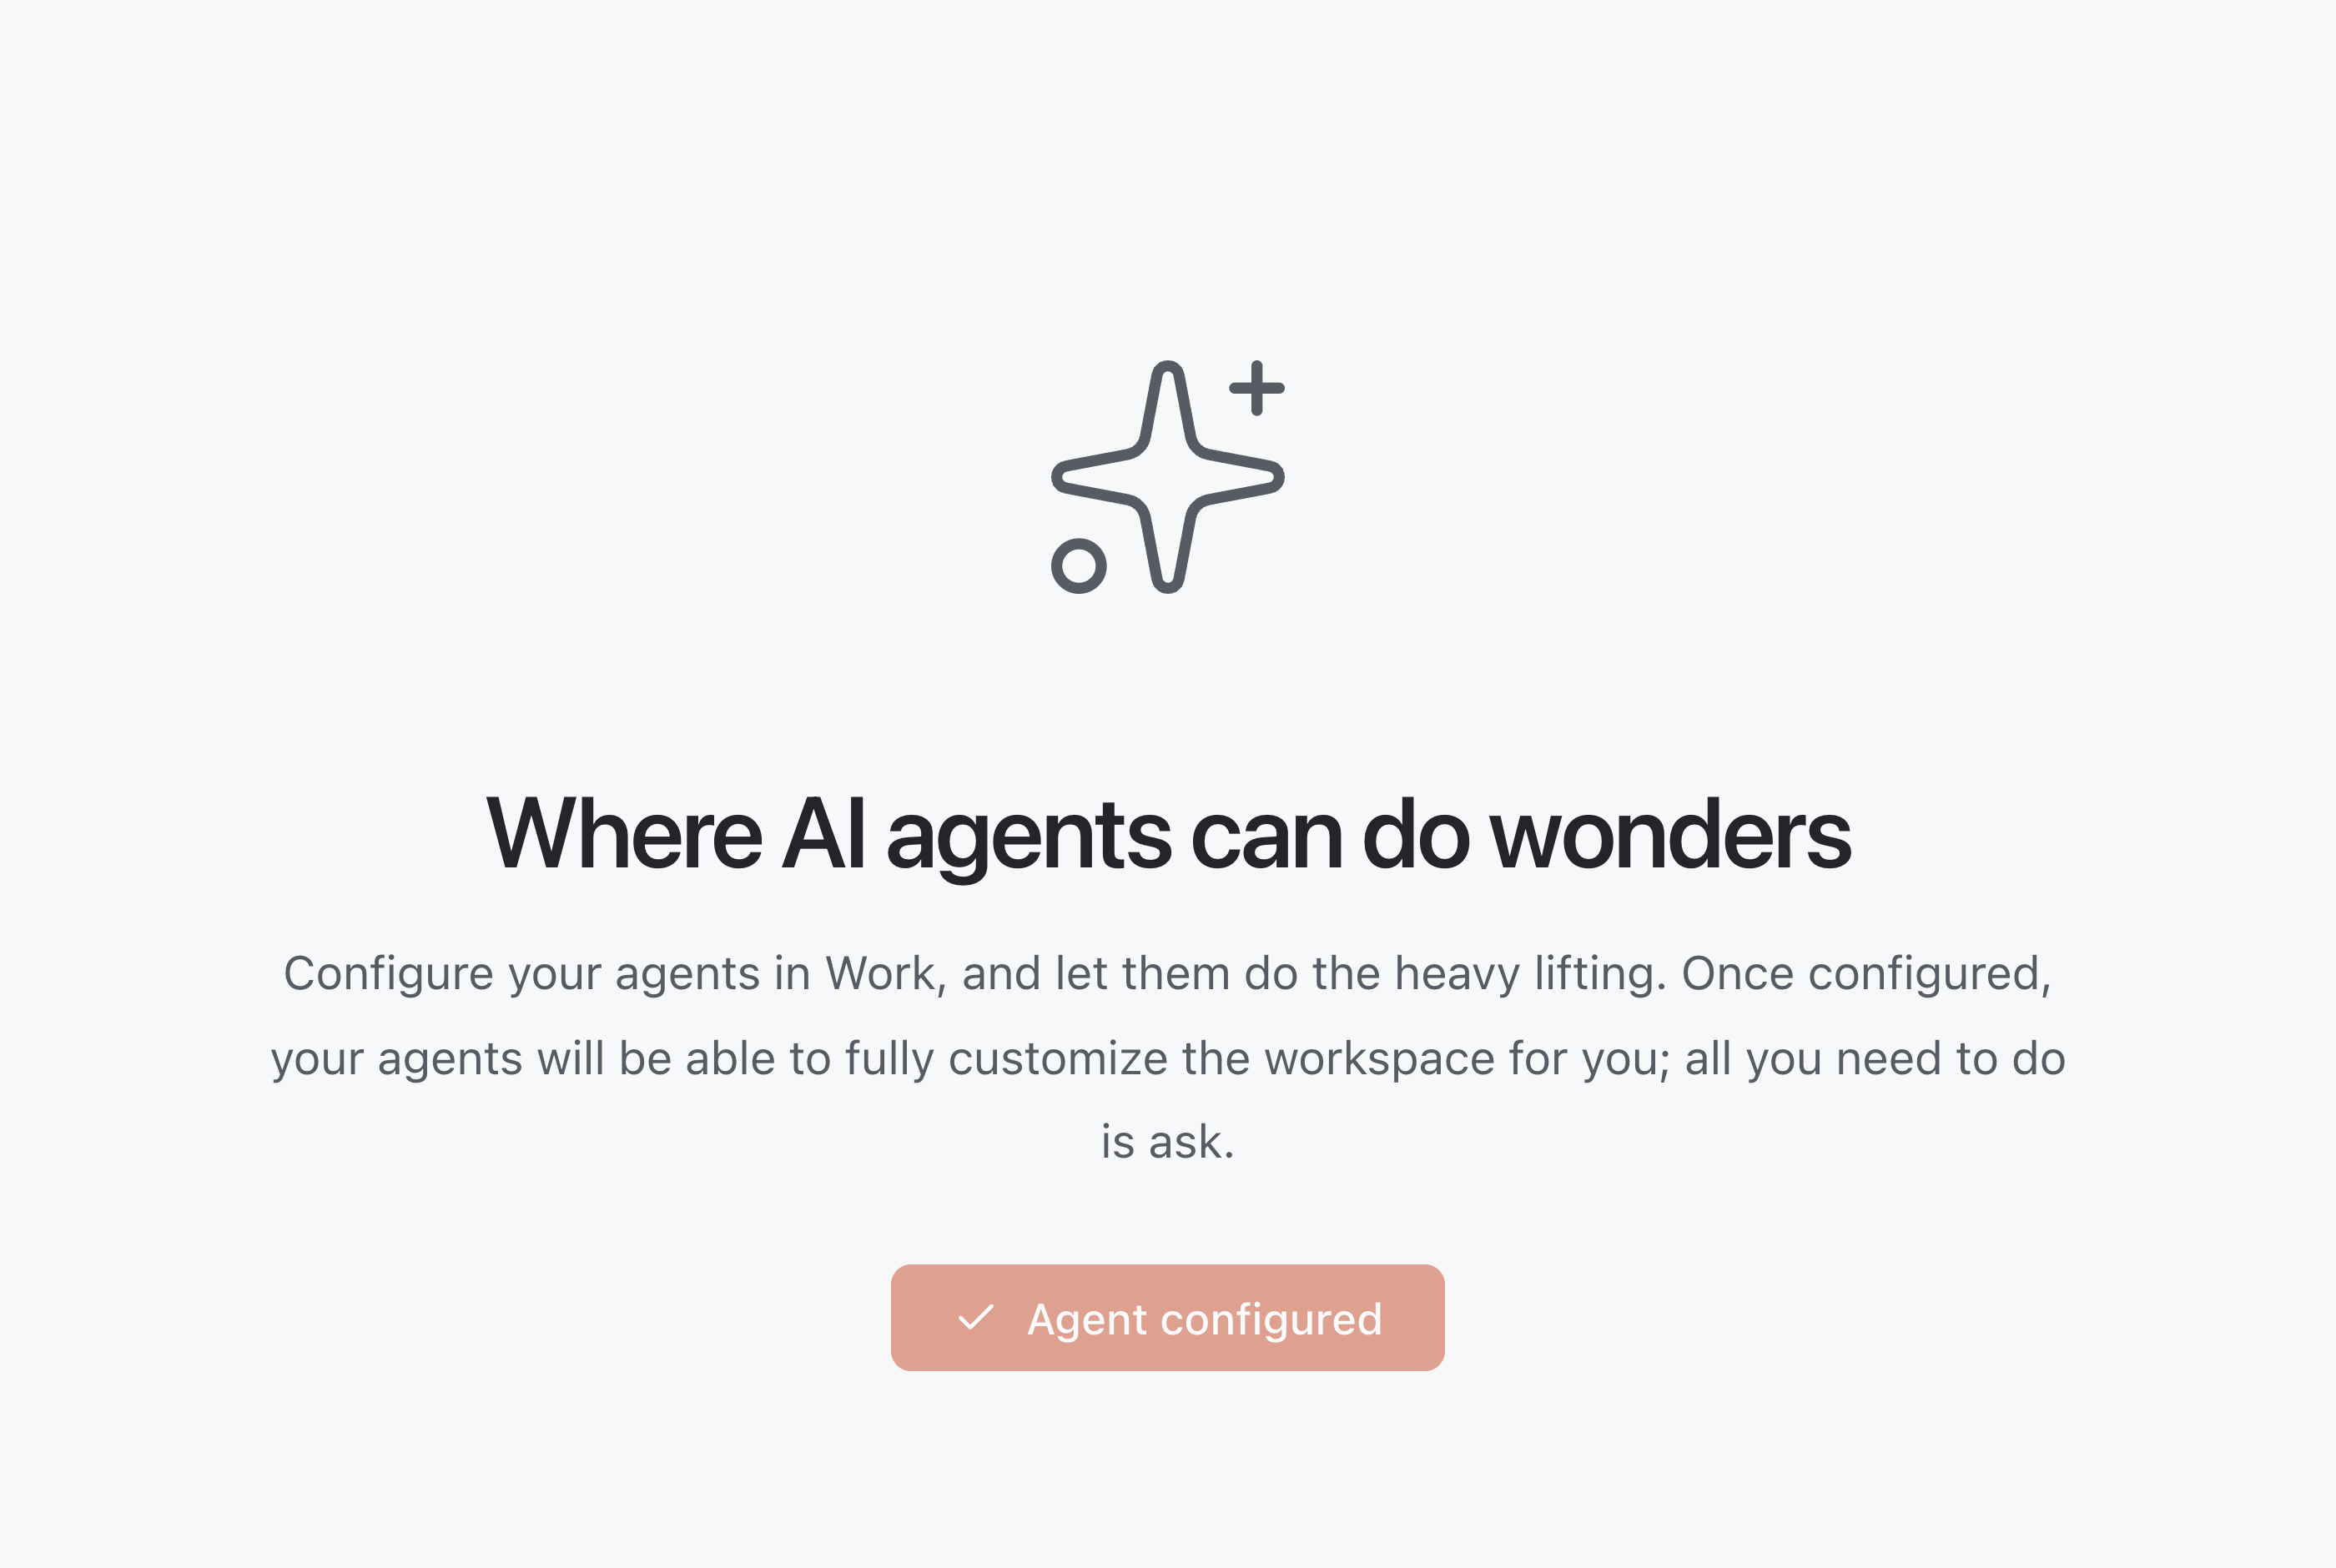 Where AI agents can do wonders
Configure your agents in Work, and let them do the heavy lifting. Once configured,
your agents will be able to fully customize the workspace for you; all you need to do
is ask.
Agent configured